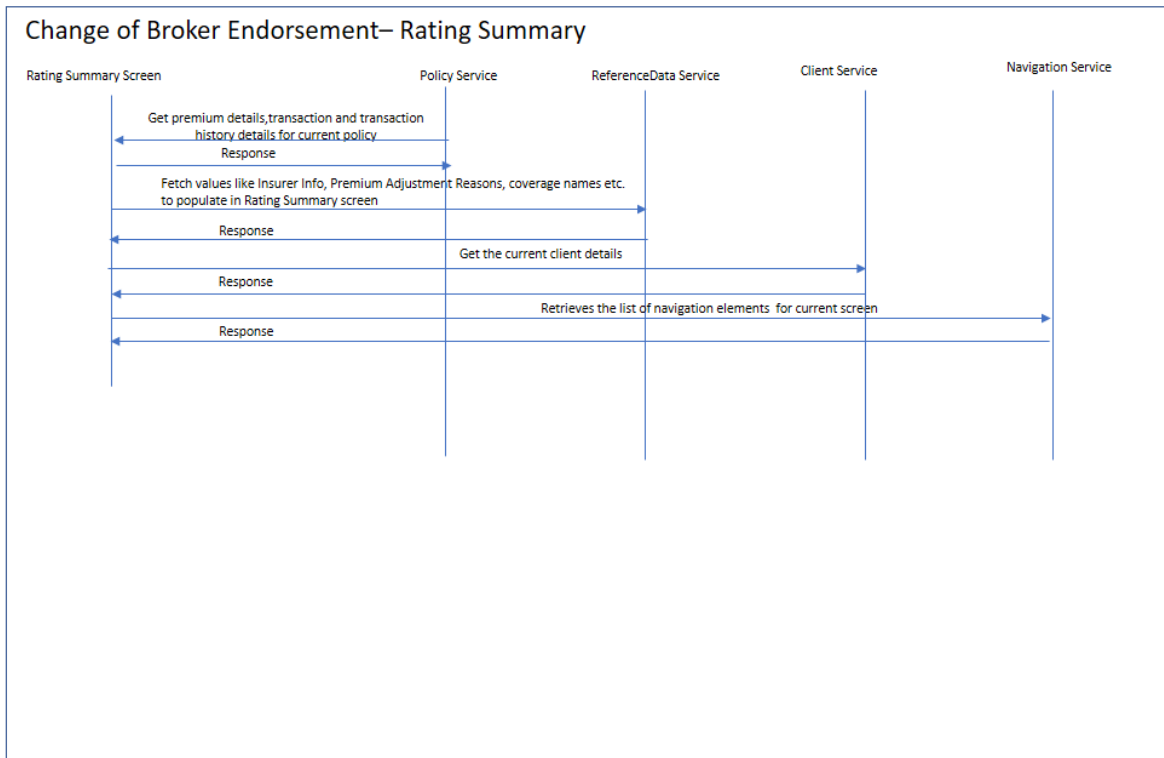 Change of Broker Endorsement– Rating Summary
Rating Summary Screen
Policy Service
ReferenceData Service
Client Service
Navigation Service
Get premium details,transaction and transaction
history details for current policy
Response
Fetch values like Insurer Info, Premium Adjustment Reasons, coverage names etc.
to populate in Rating Summary screen
Response
Get the current client details
Response
Retrieves the list of navigation elements for current screen
Response